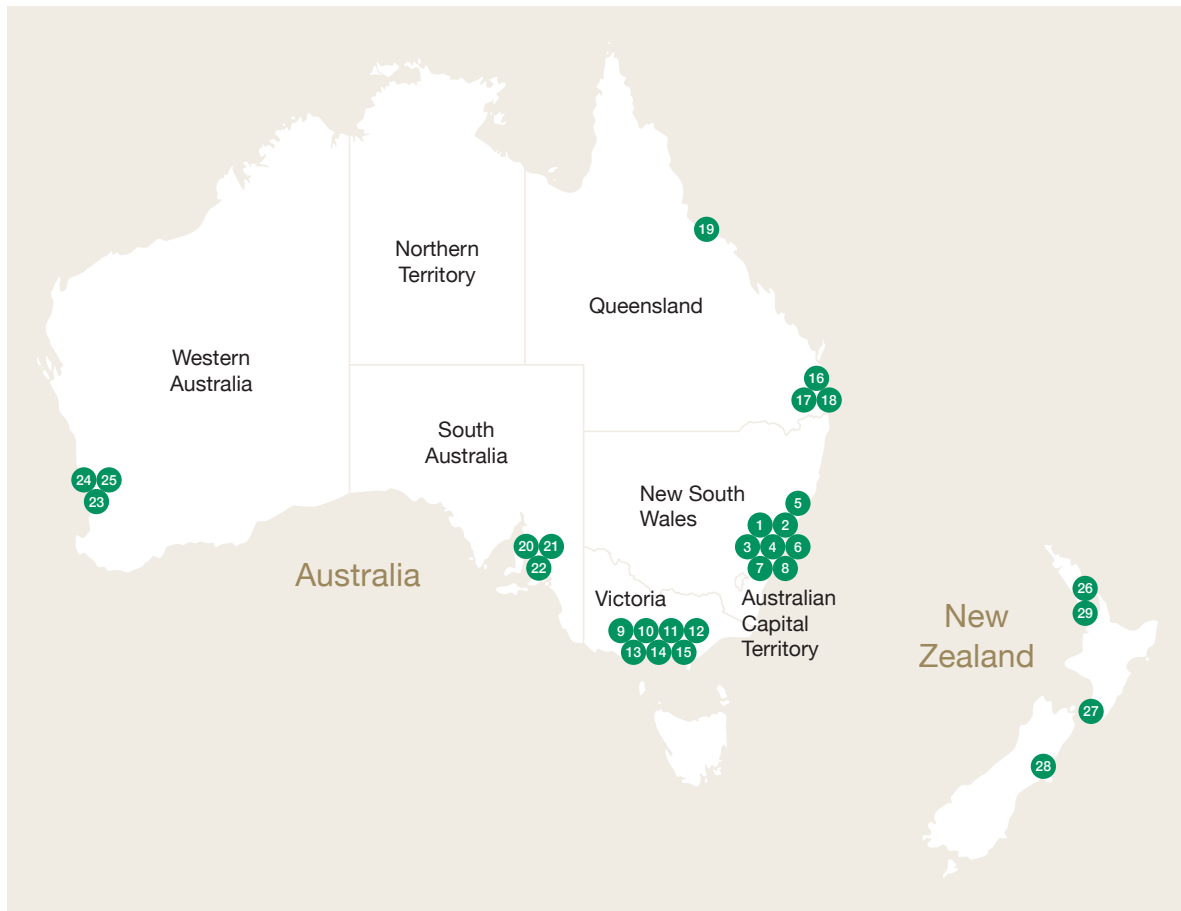 19
Northern
Territory
Queensland
Western
Australia
16
17 18
South
Australia
24 25
23
New South
Wales
5
1 2
3 4 6
7 8
20 21
22
Australia
Victoria
Australian
Capital
Territory
9 10 11 12
13 14 15
New
Zealand
26
29
27
28